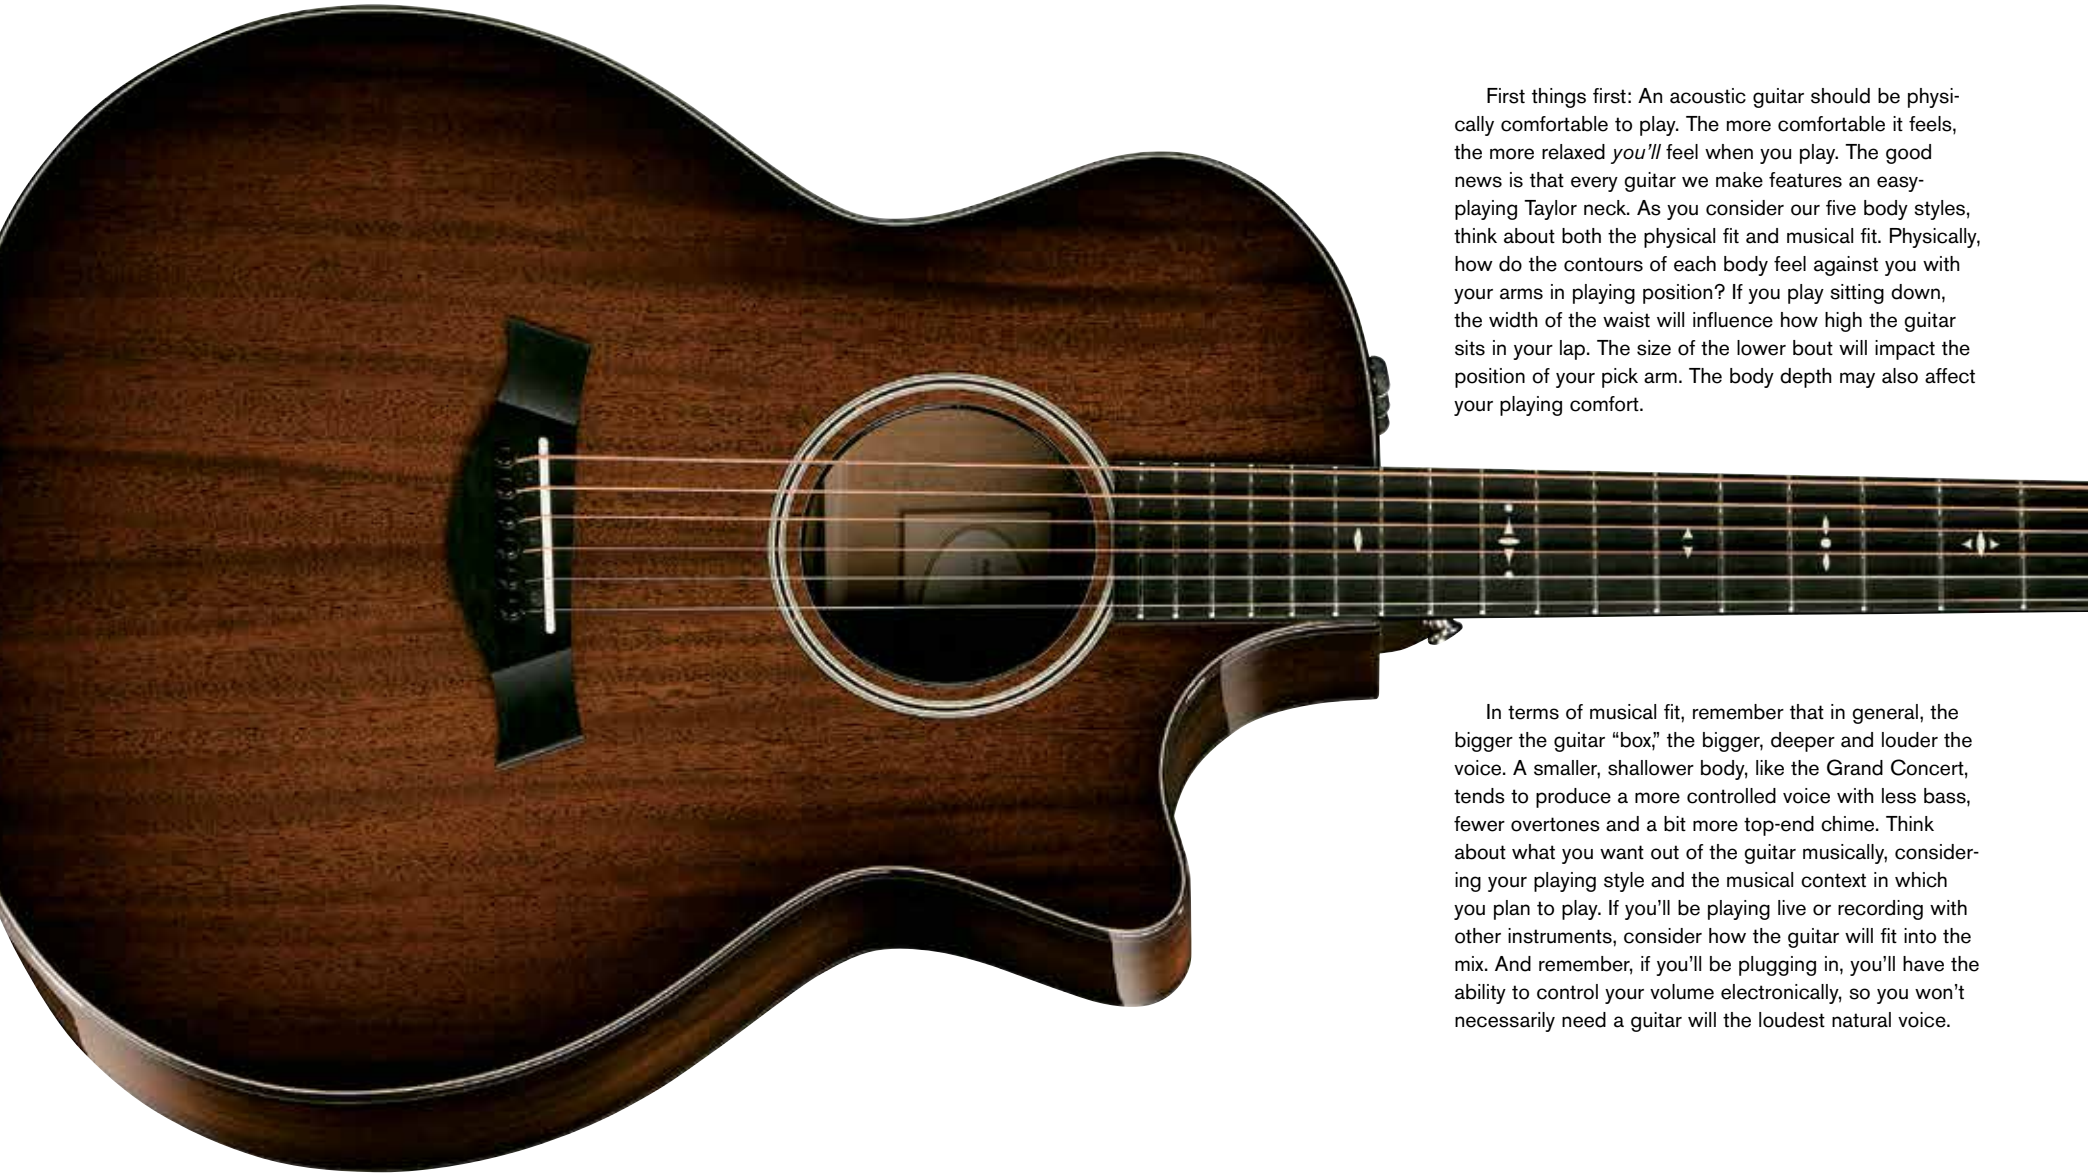 First things first: An acoustic guitar should be physi-
cally comfortable to play. The more comfortable it feels,
the more relaxed you’ll feel when you play. The good
news is that every guitar we make features an easy-
playing Taylor neck. As you consider our five body styles,
think about both the physical fit and musical fit. Physically,
how do the contours of each body feel against you with
your arms in playing position? If you play sitting down,
the width of the waist will influence how high the guitar
sits in your lap. The size of the lower bout will impact the
position of your pick arm. The body depth may also affect
your playing comfort.
In terms of musical fit, remember that in general, the
bigger the guitar “box,” the bigger, deeper and louder the
voice. A smaller, shallower body, like the Grand Concert,
tends to produce a more controlled voice with less bass,
fewer overtones and a bit more top-end chime. Think
about what you want out of the guitar musically, consider-
ing your playing style and the musical context in which
you plan to play. If you’ll be playing live or recording with
other instruments, consider how the guitar will fit into the
mix. And remember, if you’ll be plugging in, you’ll have the
ability to control your volume electronically, so you won’t
necessarily need a guitar will the loudest natural voice.